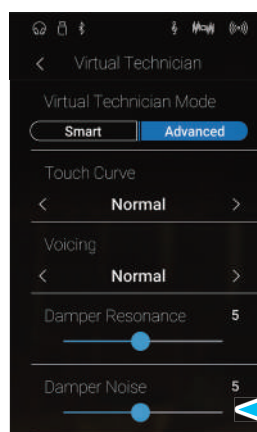 Virtual Technician
Virtual Technician Mode
Smart Advanced
Touch Curve
Normal
Voicing
Normal
Damper Resonance 5
Damper Noise 5